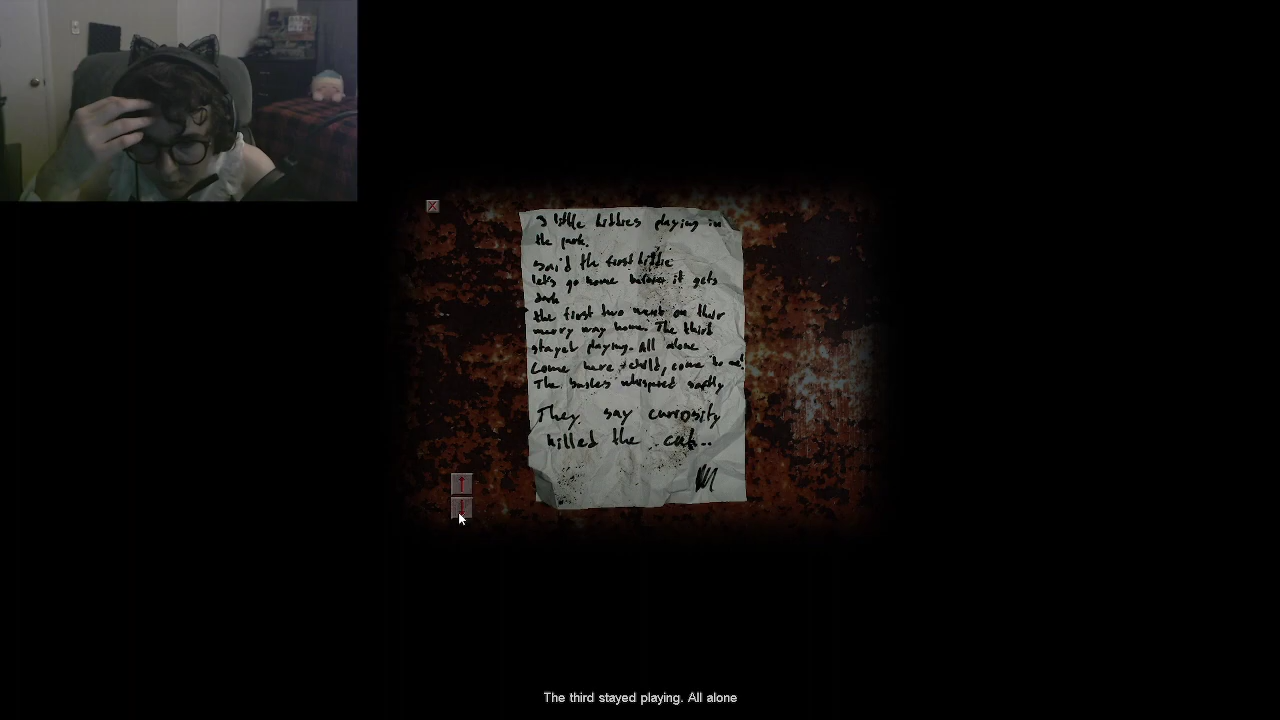 3 little kiddies playing in
the park.
said the first kiddie
let's go home before it gets
dark
the first two went on their
merry way home. The third
stayed playing. All alone
Come here child, come to me!
The bushes whispered softly
They say curiosity
killed the cat..
The third stayed playing. All alone